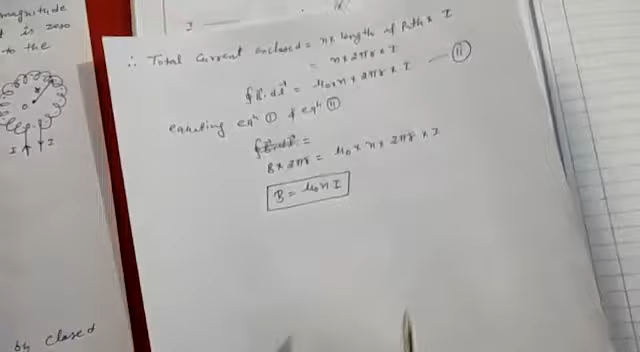 magnitude
t is zero
to the
I I
by closed
I
∴ Total Current enclosed = n × length of Path × I
= n × 2πr × I
∮B⃗.dl⃗ = μ₀ × n × 2πr × I — (II)
equating eqⁿ (I) & eqⁿ (II)
∮B⃗.dl⃗ =
B × 2πr = μ₀ × n × 2πr × I
B = μ₀nI